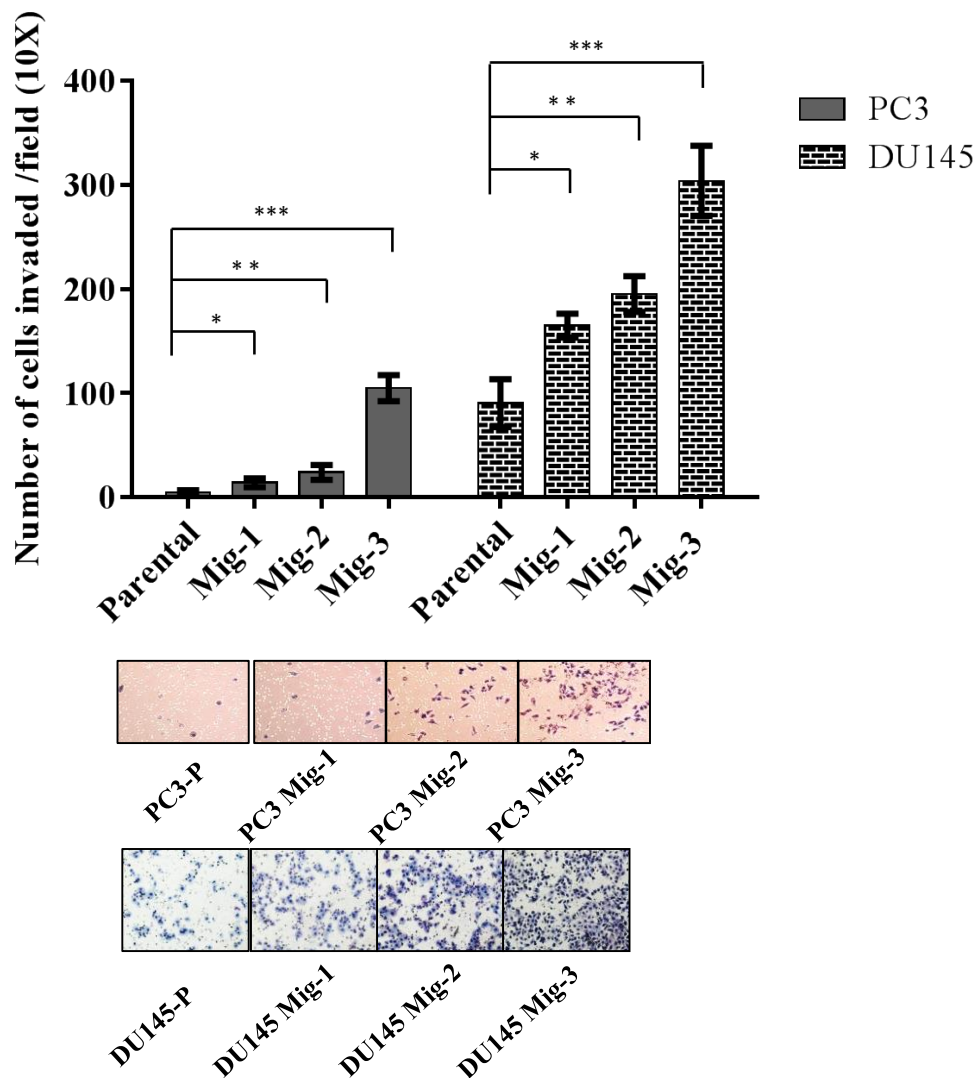 Number of cells invaded /field (10X)
400
300
200
100
0
***
* *
*
***
* *
*
PC3
DU145
Parental
Mig-1
Mig-2
Mig-3
Parental
Mig-1
Mig-2
Mig-3
PC3-P
PC3 Mig-1
PC3 Mig-2
PC3 Mig-3
DU145-P
DU145 Mig-1
DU145 Mig-2
DU145 Mig-3